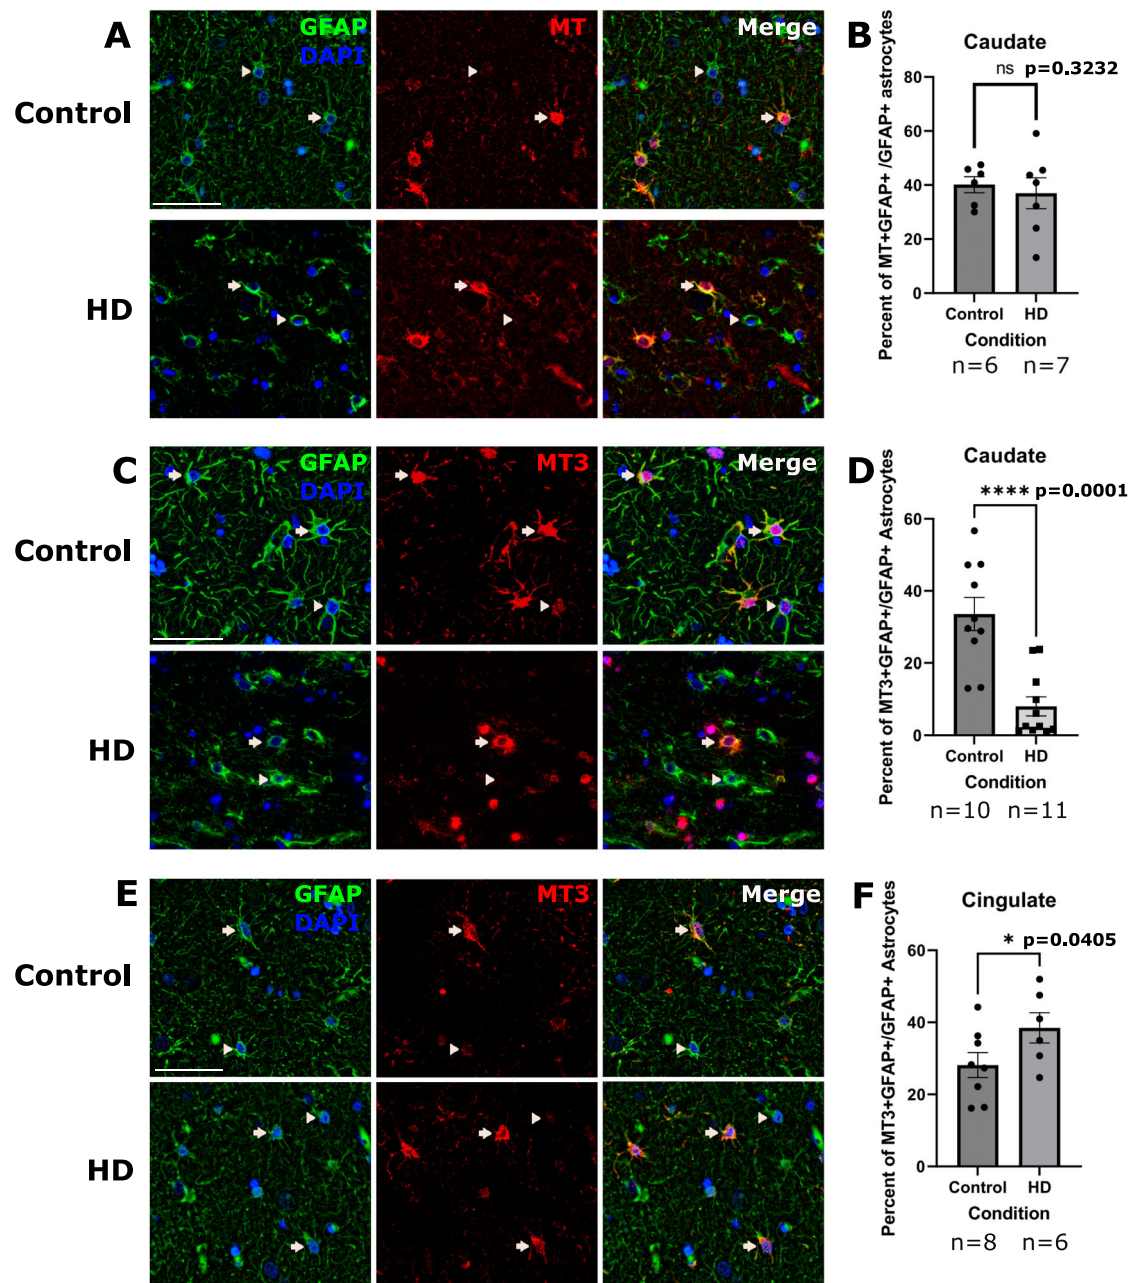 A
GFAP
DAPI
MT
Merge
Control
HD
B
Caudate
ns p=0.3232
Percent of MT+GFAP+ /GFAP+ astrocytes
80
60
40
20
0
Control HD
Condition
n=6 n=7
C
GFAP
DAPI
MT3
Merge
Control
HD
D
Caudate
**** p=0.0001
Percent of MT3+GFAP+/GFAP+ Astrocytes
60
40
20
0
Control HD
Condition
n=10 n=11
E
GFAP
DAPI
MT3
Merge
Control
HD
F
Cingulate
* p=0.0405
Percent of MT3+GFAP+/GFAP+ Astrocytes
60
40
20
0
Control HD
Condition
n=8 n=6